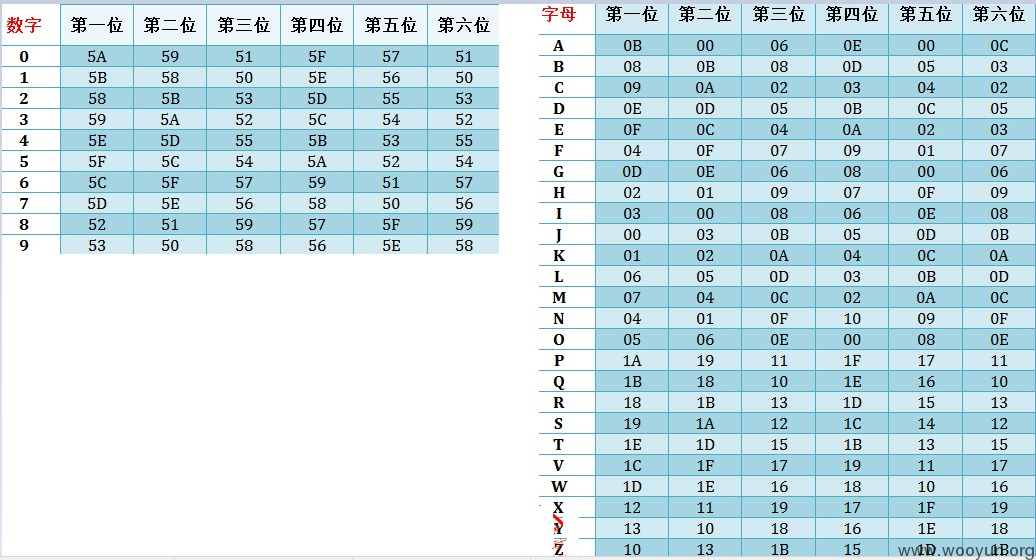 数字 第一位 第二位 第三位 第四位 第五位 第六位
0 5A 59 51 5F 57 51
1 5B 58 50 5E 56 50
2 58 5B 53 5D 55 53
3 59 5A 52 5C 54 52
4 5E 5D 55 5B 53 55
5 5F 5C 54 5A 52 54
6 5C 5F 57 59 51 57
7 5D 5E 56 58 50 56
8 52 51 59 57 5F 59
9 53 50 58 56 5E 58
字母 第一位 第二位 第三位 第四位 第五位 第六位
A 0B 00 06 0E 00 0C
B 08 0B 08 0D 05 03
C 09 0A 02 03 04 02
D 0E 0D 05 0B 0C 05
E 0F 0C 04 0A 02 03
F 04 0F 07 09 01 07
G 0D 0E 06 08 00 06
H 02 01 09 07 0F 09
I 03 00 08 06 0E 08
J 00 03 0B 05 0D 0B
K 01 02 0A 04 0C 0A
L 06 05 0D 03 0B 0D
M 07 04 0C 02 0A 0C
N 04 01 0F 10 09 0F
O 05 06 0E 00 08 0E
P 1A 19 11 1F 17 11
Q 1B 18 10 1E 16 10
R 18 1B 13 1D 15 13
S 19 1A 12 1C 14 12
T 1E 1D 15 1B 13 15
V 1C 1F 17 19 11 17
W 1D 1E 16 18 10 16
X 12 11 19 17 1F 19
Y 13 10 18 16 1E 18
Z 10 13 1B 15 1D 1B
www.wooyun.org